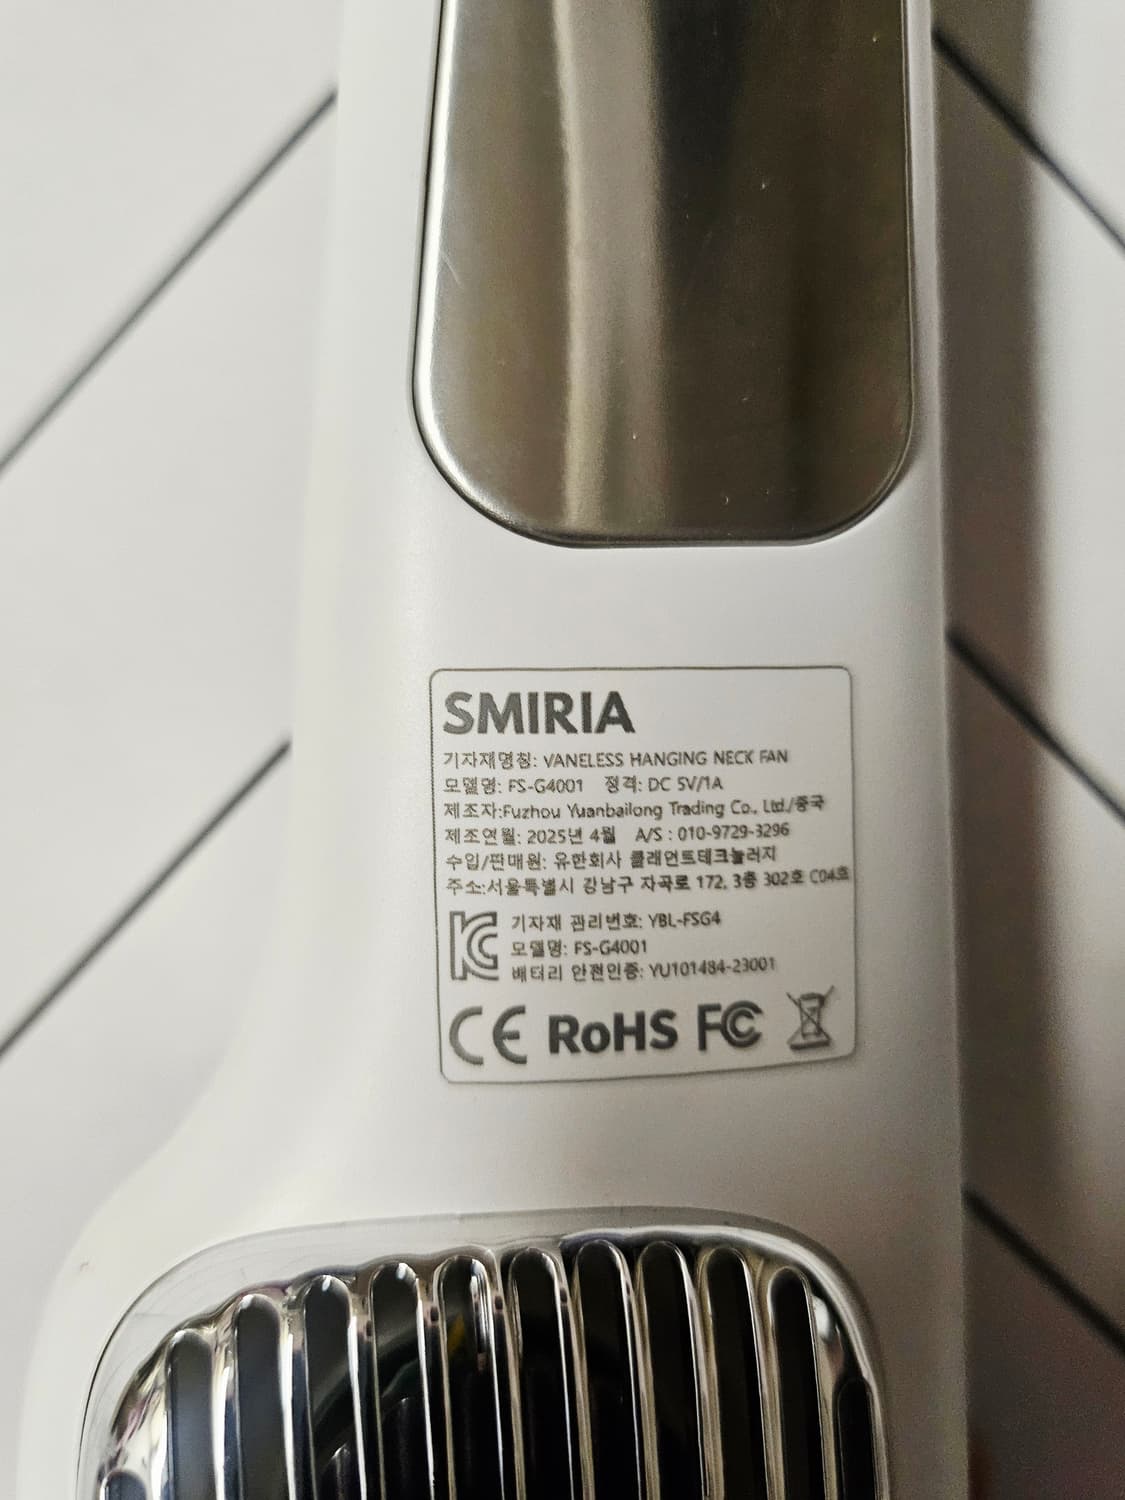 SMIRIA
기자재명칭: VANELESS HANGING NECK FAN
모델명: FS-G4001 정격: DC 5V/1A
제조자:Fuzhou Yuanbailong Trading Co., Ltd./중국
제조연월: 2025년 4월 A/S : 010-9729-3296
수입/판매원: 유한회사 클래언트테크놀러지
주소:서울특별시 강남구 자곡로 172, 3층 302호 C04호
KC 기자재 관리번호: YBL-FSG4
모델명: FS-G4001
배터리 안전인증: YU101484-23001
CE RoHS FC